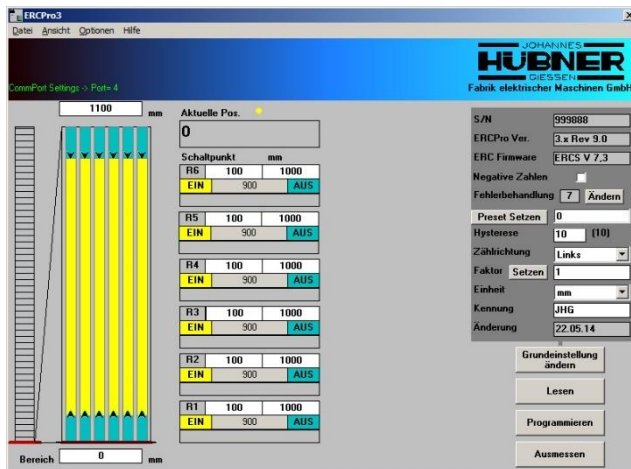 ERCPro3
Datei Ansicht Optionen Hilfe
JOHANNES
HÜBNER
GIESSEN
Fabrik elektrischer Maschinen GmbH
CommPort Settings -> Port= 4
1100 mm
Aktuelle Pos.
0
Schaltpunkt mm
R6 100 1000
EIN 900 AUS
R5 100 1000
EIN 900 AUS
R4 100 1000
EIN 900 AUS
R3 100 1000
EIN 900 AUS
R2 100 1000
EIN 900 AUS
R1 100 1000
EIN 900 AUS
Bereich 0 mm
S/N 999888
ERCPro Ver. 3.x Rev 9.0
ERC Firmware ERCS V 7,3
Negative Zahlen
Fehlerbehandlung 7 Ändern
Preset Setzen 0
Hysterese 10 (10)
Zählrichtung Links
Faktor Setzen 1
Einheit mm
Kennung JHG
Änderung 22.05.14
Grundeinstellung
ändern
Lesen
Programmieren
Ausmessen